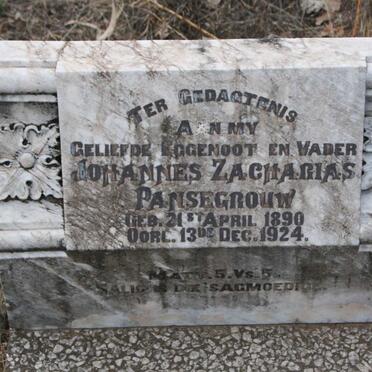 TER GEDAGTENIS
AAN MY
GELIEFDE EGGENOOT EN VADER
JOHANNES ZACHARIAS
PANSEGROUW
GEB. 21ST APRIL 1890
OORL. 13DE DEC. 1924.
MATT. 5. VS. 5.
SALIG IS DIE SAGMOEDIGE